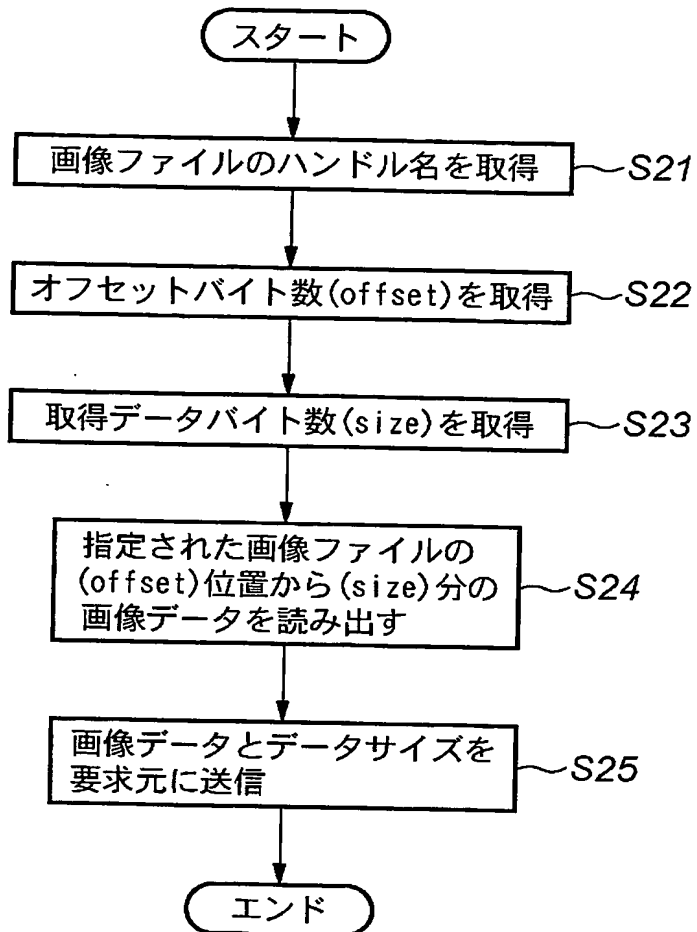 スタート
画像ファイルのハンドル名を取得 S21
オフセットバイト数(offset)を取得 S22
取得データバイト数(size)を取得 S23
指定された画像ファイルの
(offset)位置から(size)分の S24
画像データを読み出す
画像データとデータサイズを
要求元に送信 S25
エンド